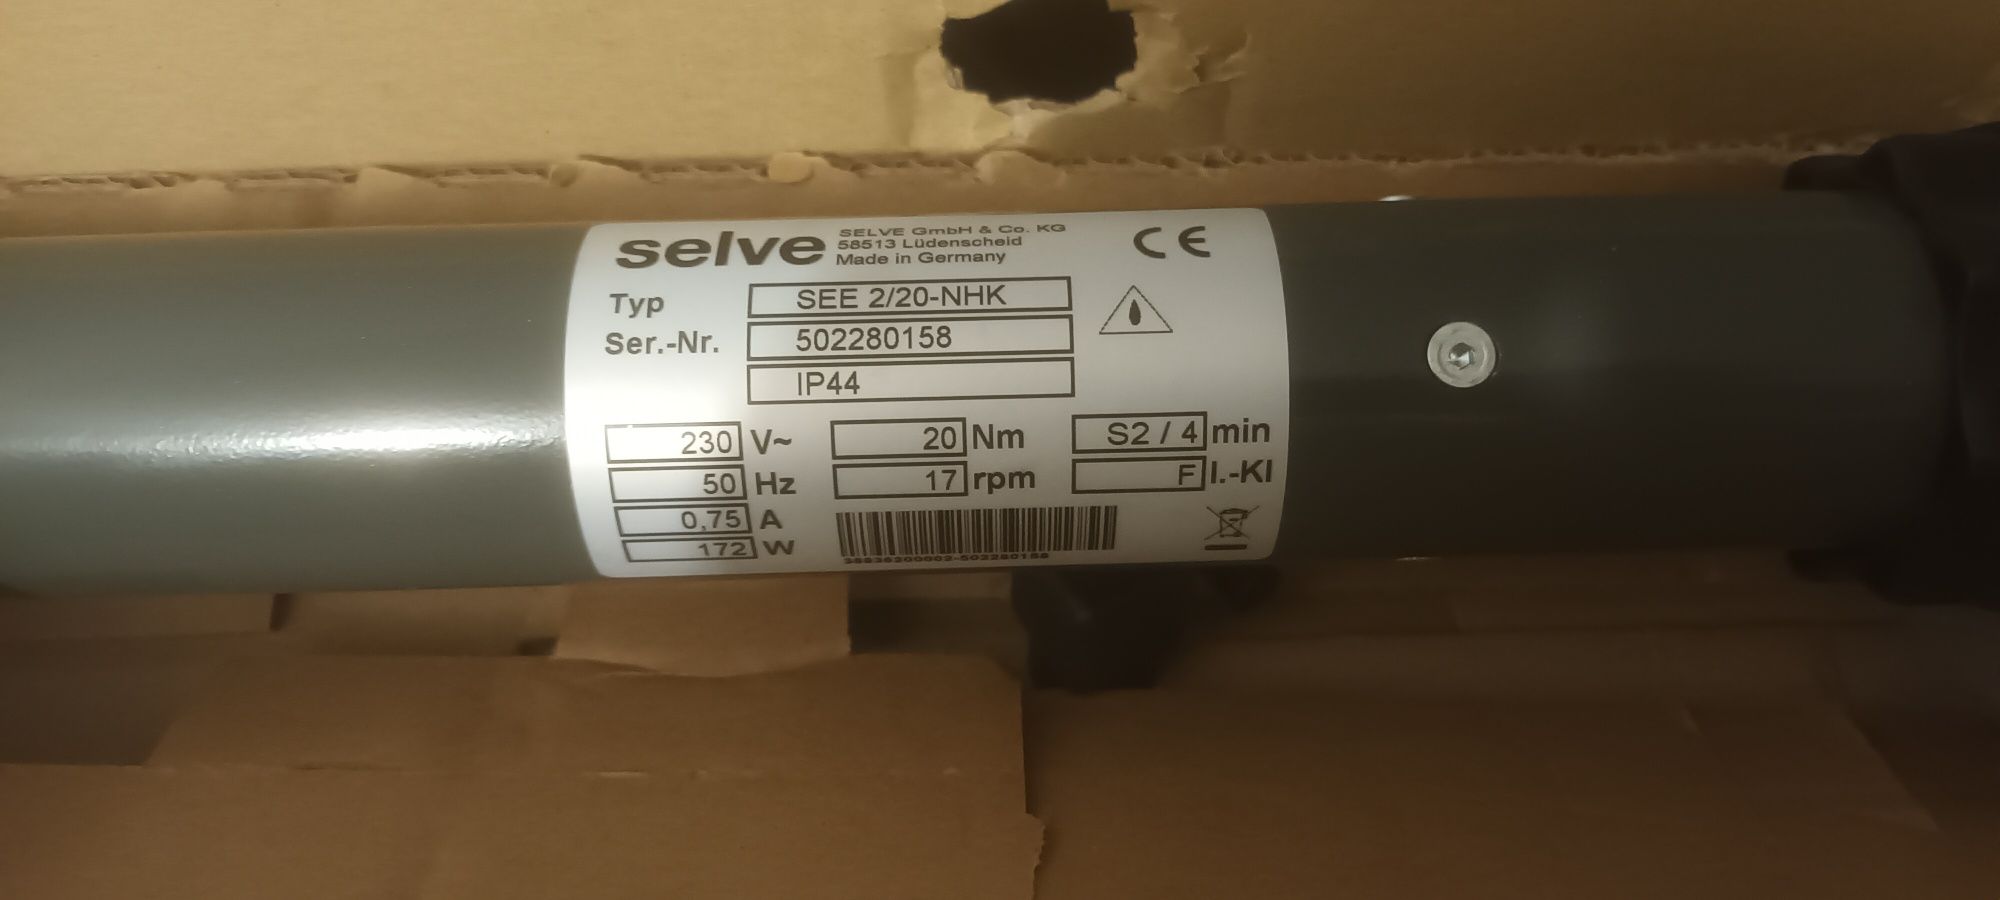 selve
SELVE GmbH & Co. KG
58513 Lüdenscheid
Made in Germany
CE
Typ SEE 2/20-NHK
Ser.-Nr. 502280158
IP44
230 V~ 20 Nm S2 / 4 min
50 Hz 17 rpm F I.-Kl
0,75 A
172 W